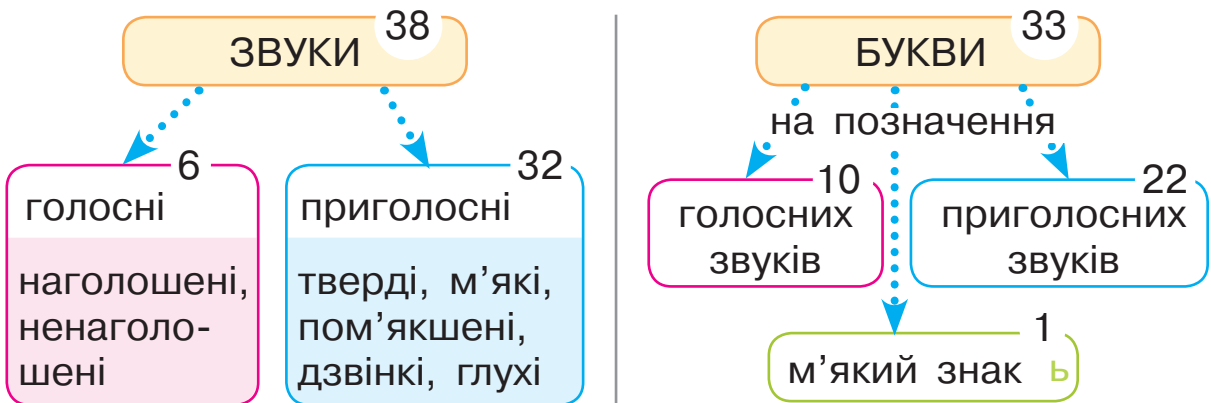 ЗВУКИ 38
6
голосні
наголошені,
ненаголо-
шені
32
приголосні
тверді, м’які,
пом’якшені,
дзвінкі, глухі
БУКВИ 33
на позначення
10
голосних
звуків
22
приголосних
звуків
1
м’який знак ь